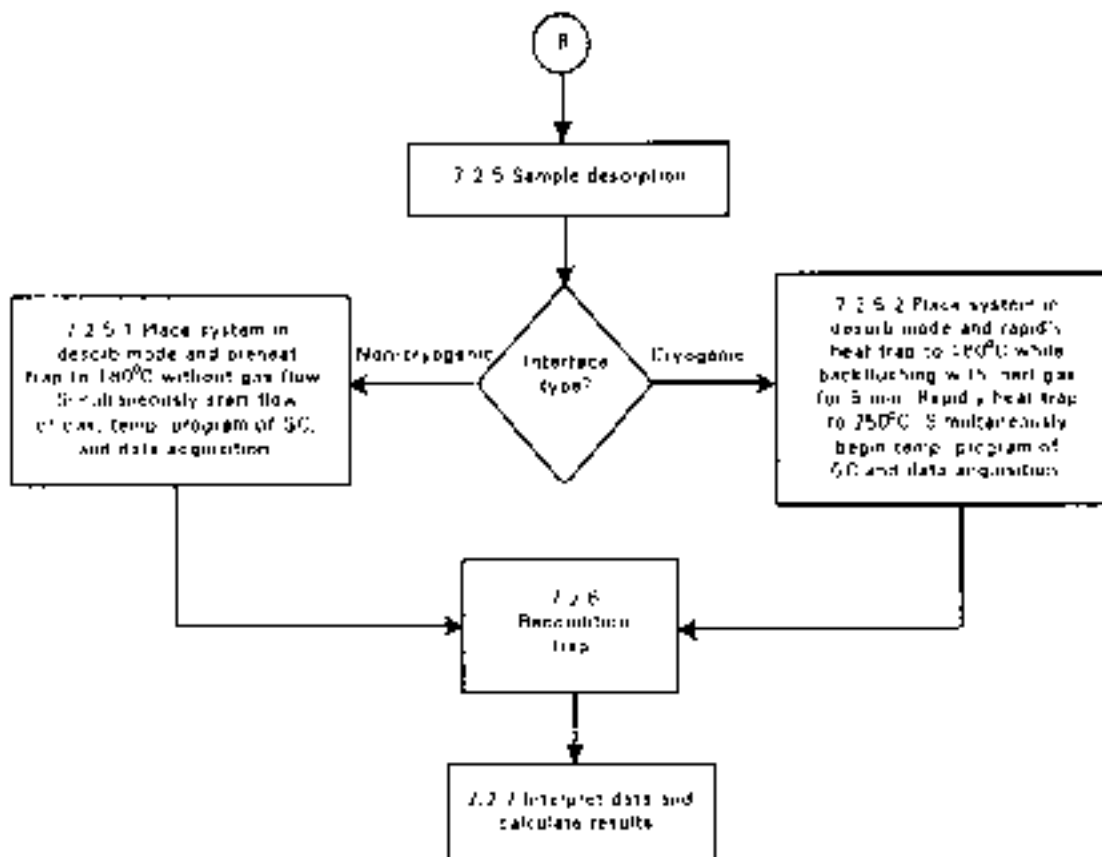 7.2.5 Sample desorption
Interface
type?
Non-cryogenic
Cryogenic
7.2.5.1 Place system in
desorb mode and preheat
trap to 180⁰C without gas flow
Simultaneously start flow
of gas, temp. program of GC,
and data acquisition
7.2.5.2 Place system in
desorb mode and rapidly
heat trap to 180⁰C while
backflushing with inert gas
for 5 min. Rapidly heat trap
to 250⁰C. Simultaneously
begin temp. program of
GC and data acquisition
7.2.6
Recondition
trap
7.2.7 Interpret data and
calculate results